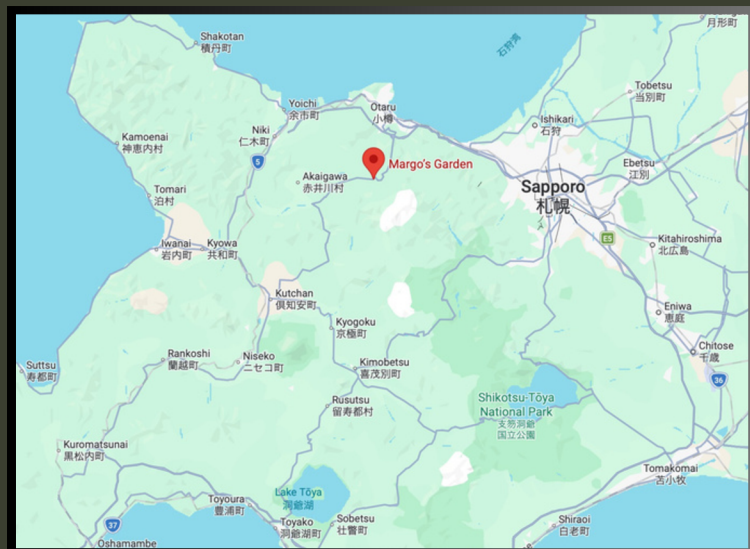 月形町
Shakotan
積丹町
石狩湾
Tobetsu
当別町
Yoichi
余市町
Otaru
小樽
Ishikari
石狩
Niki
仁木町
Kamoenai
神恵内村
5
Margo's Garden
Ebetsu
江別
Akaigawa
赤井川村
Sapporo
札幌
Tomari
泊村
E5
Kitahiroshima
北広島
Iwanai
岩内町
Kyowa
共和町
Kutchan
倶知安町
Eniwa
恵庭
Kyogoku
京極町
Chitose
千歳
Rankoshi
蘭越町
Niseko
ニセコ町
Kimobetsu
喜茂別町
Suttsu
寿都町
36
Rusutsu
留寿都村
Shikotsu-Tōya
National Park
支笏洞爺
国立公園
Kuromatsunai
黒松内町
Tomakomai
苫小牧
Lake Tōya
洞爺湖
Toyoura
豊浦町
37
Toyako
洞爺湖町
Sobetsu
壮瞥町
Shiraoi
白老町
Oshamambe